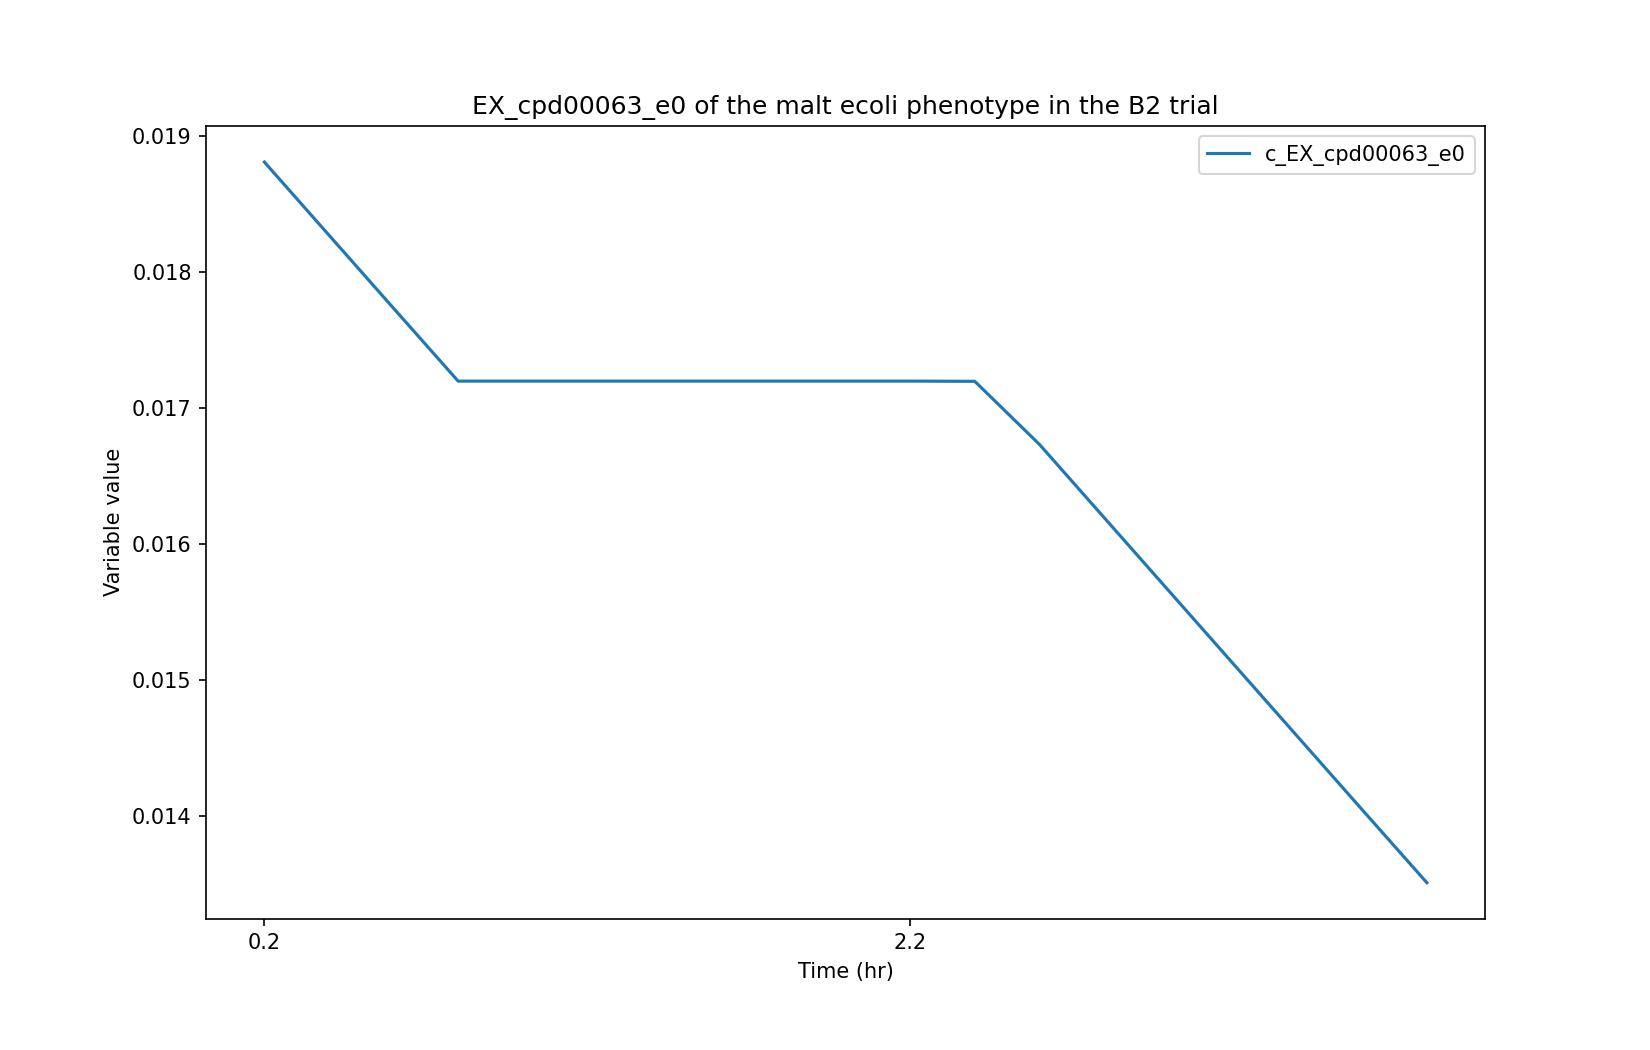 EX_cpd00063_e0 of the malt ecoli phenotype in the B2 trial
c_EX_cpd00063_e0
0.019
0.018
0.017
0.016
0.015
0.014
Variable value
0.2
2.2
Time (hr)